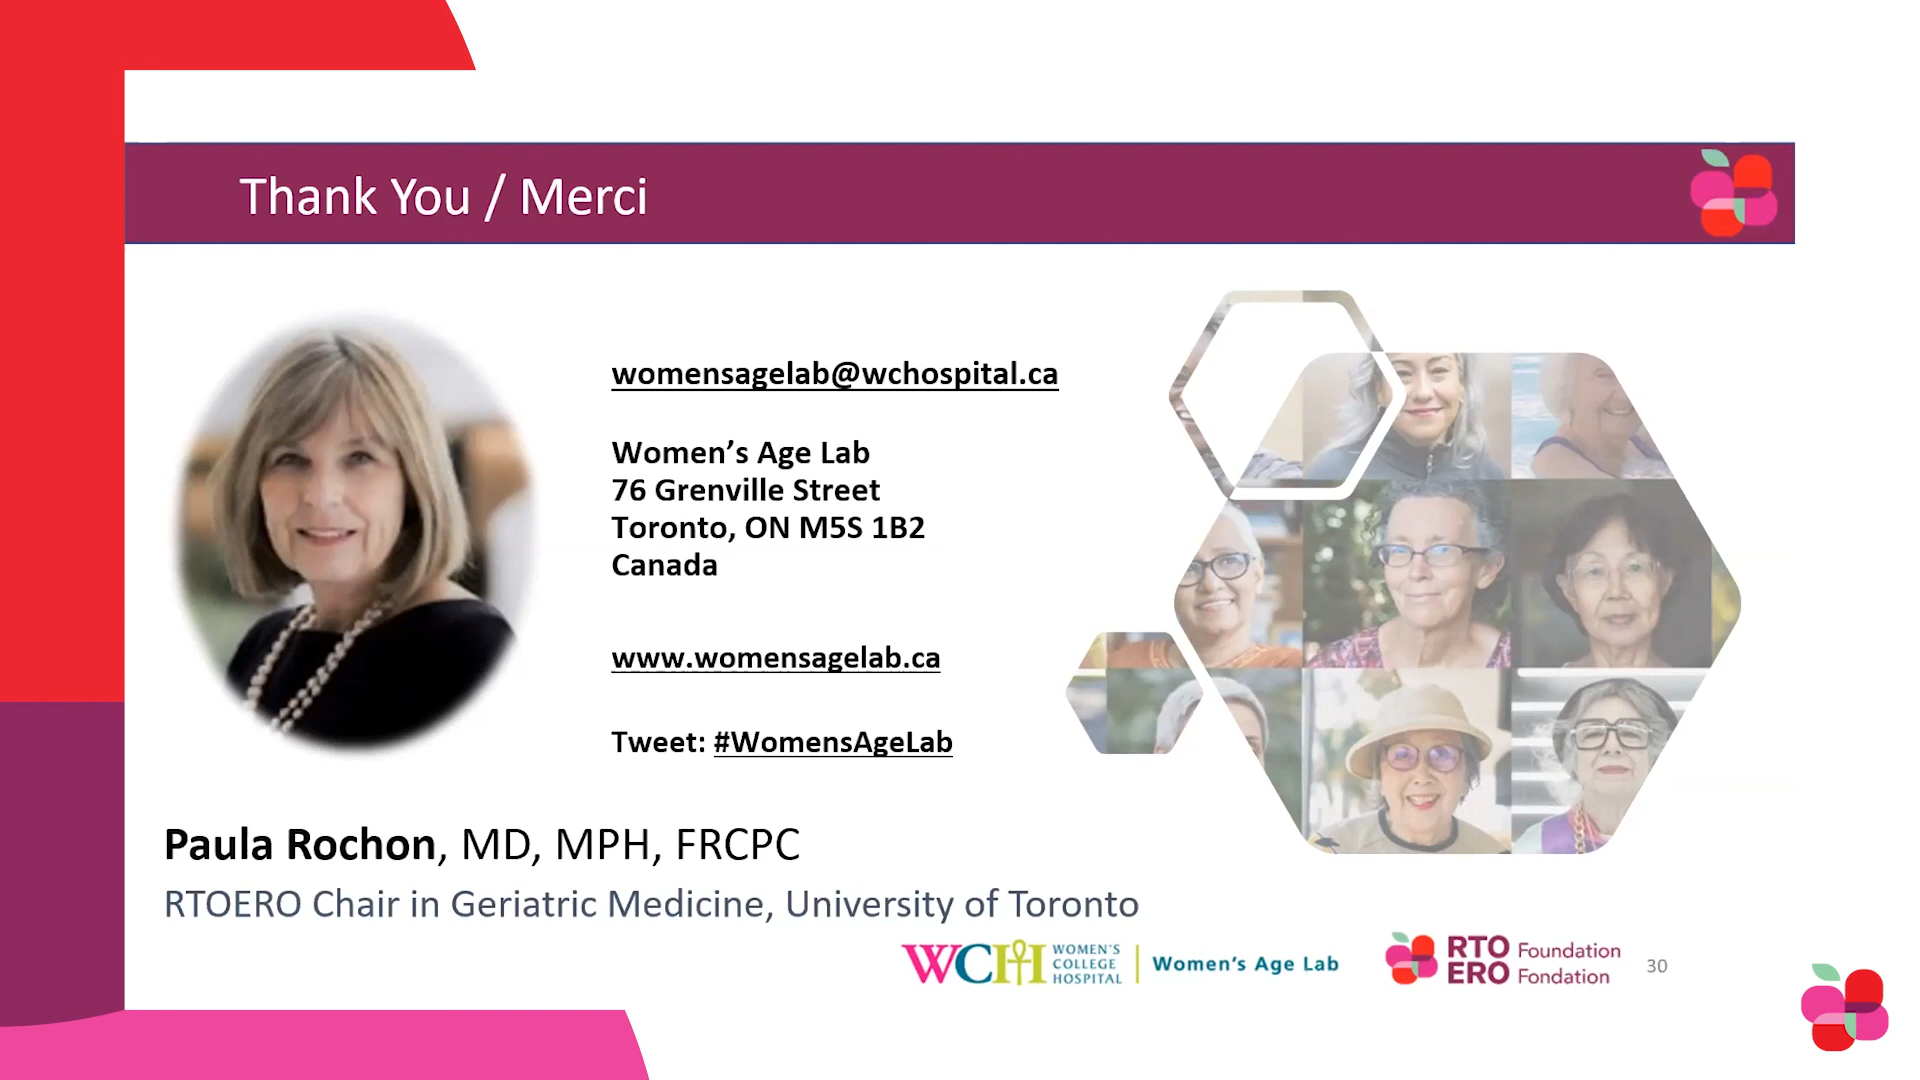 Thank You / Merci
womensagelab@wchospital.ca
Women's Age Lab
76 Grenville Street
Toronto, ON M5S 1B2
Canada
www.womensagelab.ca
Tweet: #WomensAgeLab
Paula Rochon, MD, MPH, FRCPC
RTOERO Chair in Geriatric Medicine, University of Toronto
WCH WOMEN'S COLLEGE HOSPITAL | Women's Age Lab
RTO ERO Foundation Fondation
30